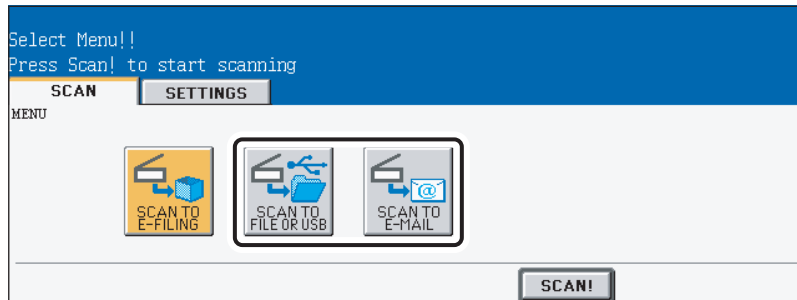 Select Menu!!
Press Scan! to start scanning
SCAN SETTINGS
MENU
SCAN TO E-FILING
SCAN TO FILE OR USB
SCAN TO E-MAIL
@
SCAN!